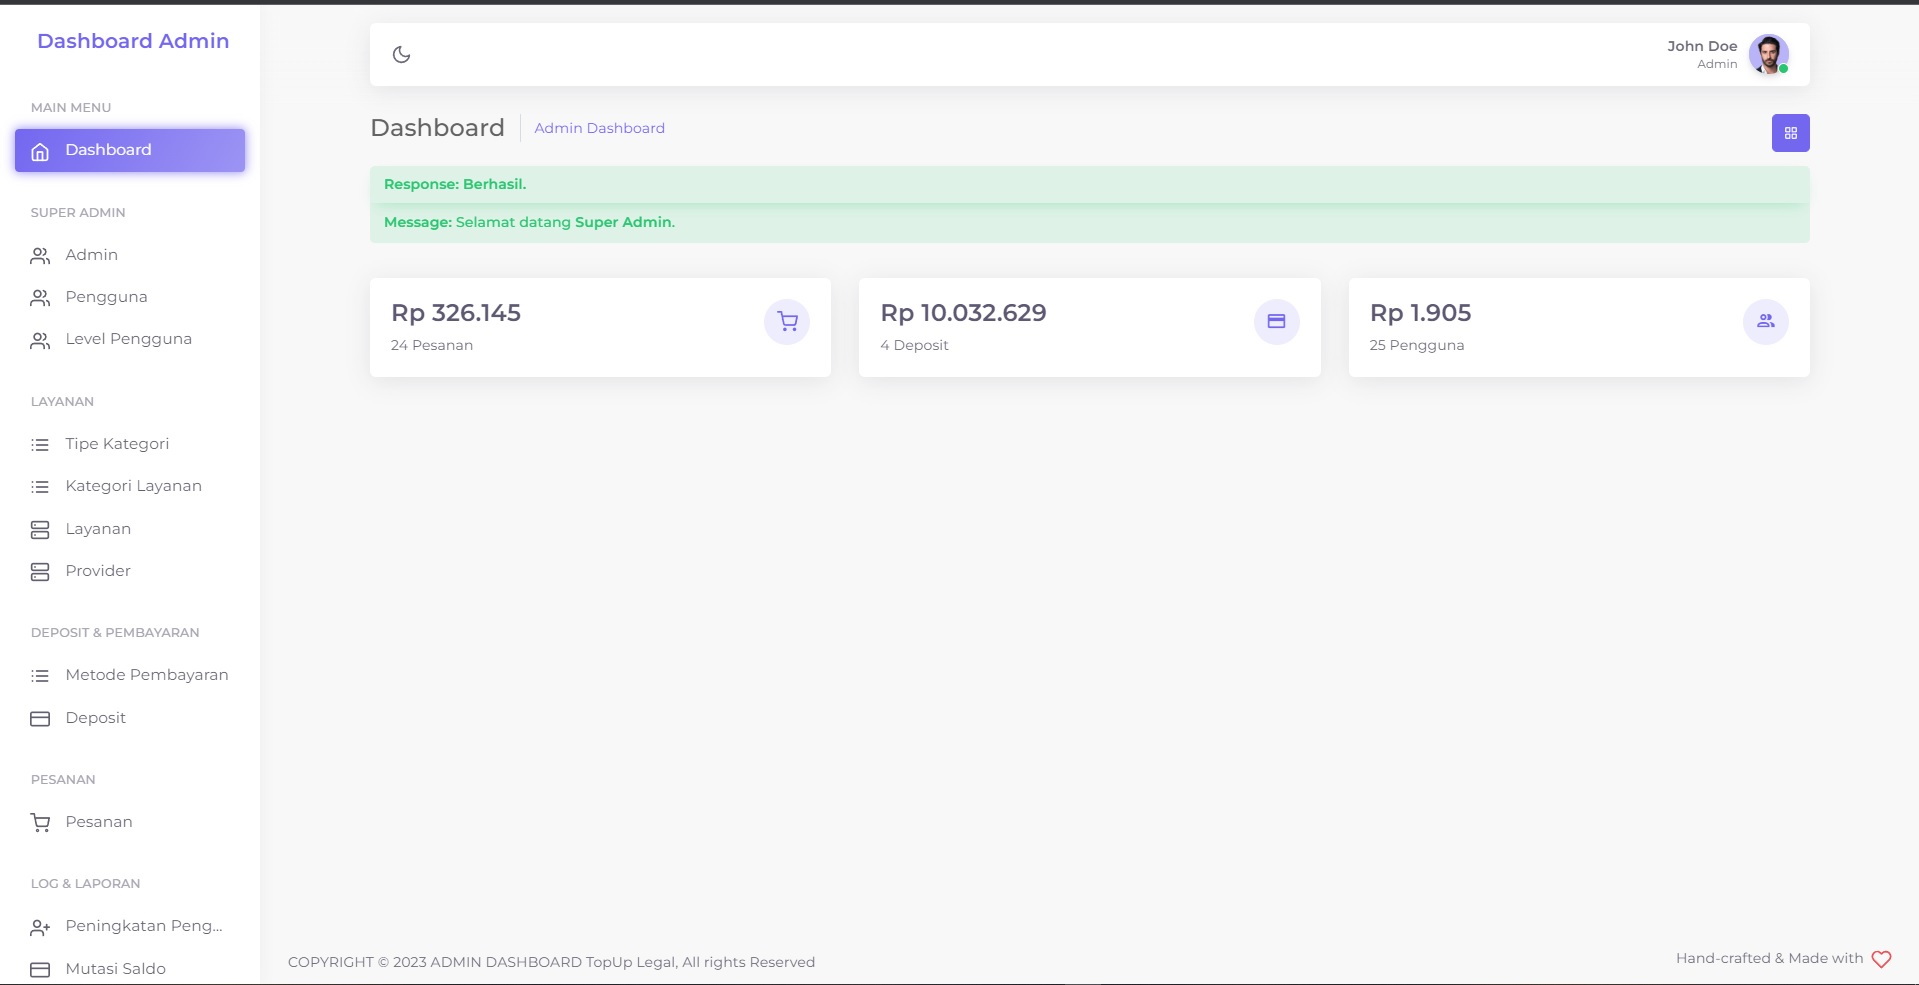 Dashboard Admin
MAIN MENU
Dashboard
SUPER ADMIN
Admin
Pengguna
Level Pengguna
LAYANAN
Tipe Kategori
Kategori Layanan
Layanan
Provider
DEPOSIT & PEMBAYARAN
Metode Pembayaran
Deposit
PESANAN
Pesanan
LOG & LAPORAN
Peningkatan Peng...
Mutasi Saldo
John Doe
Admin
Dashboard
Admin Dashboard
Response: Berhasil.
Message: Selamat datang Super Admin.
Rp 326.145
24 Pesanan
Rp 10.032.629
4 Deposit
Rp 1.905
25 Pengguna
COPYRIGHT © 2023 ADMIN DASHBOARD TopUp Legal, All rights Reserved
Hand-crafted & Made with